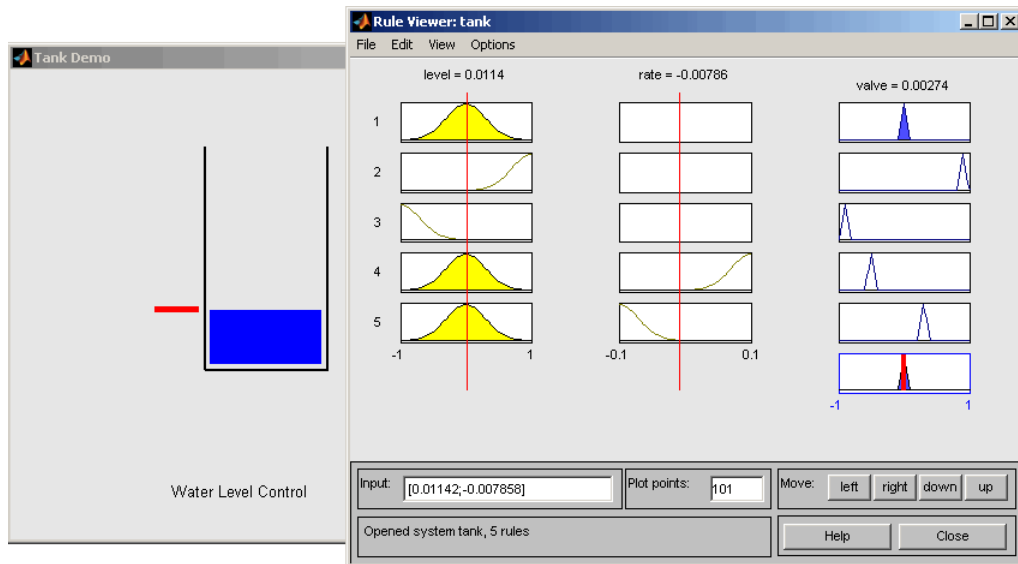 Tank Demo
Water Level Control
Rule Viewer: tank
File Edit View Options
level = 0.0114
rate = -0.00786
valve = 0.00274
1
2
3
4
5
-1 1
-0.1 0.1
-1 1
Input: [0.01142;-0.007858]
Plot points: 101
Move: left right down up
Opened system tank, 5 rules
Help Close